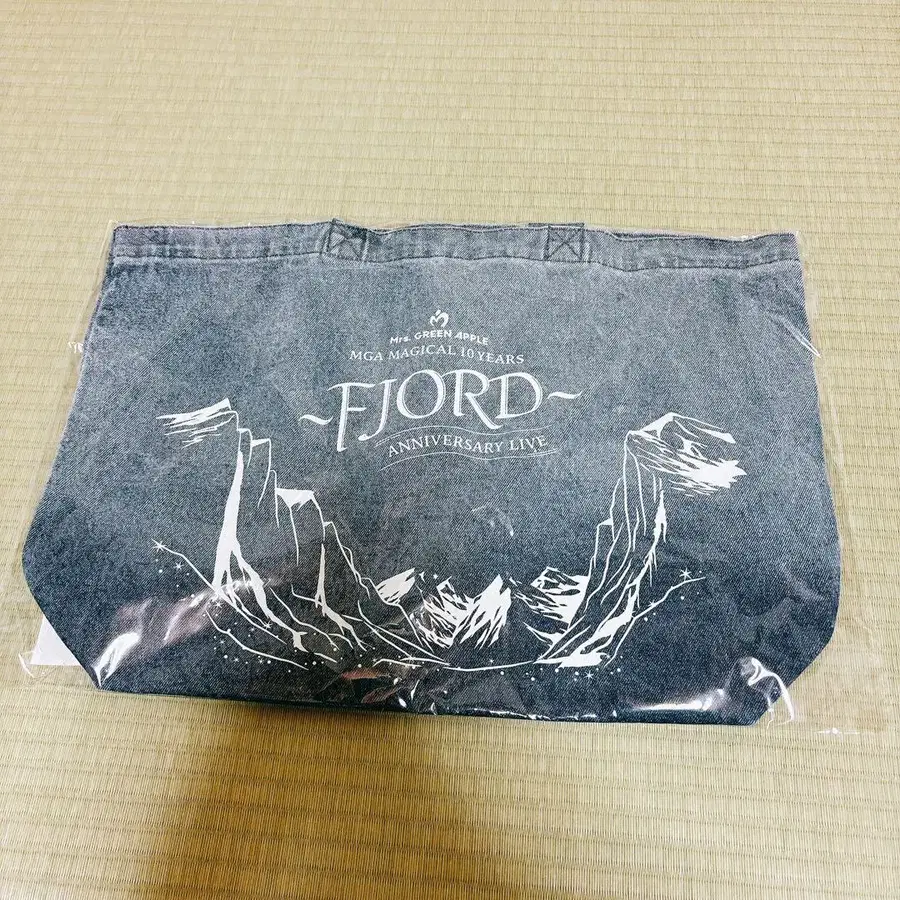 Mrs. GREEN APPLE
MGA MAGICAL 10 YEARS
~FJORD~
ANNIVERSARY LIVE